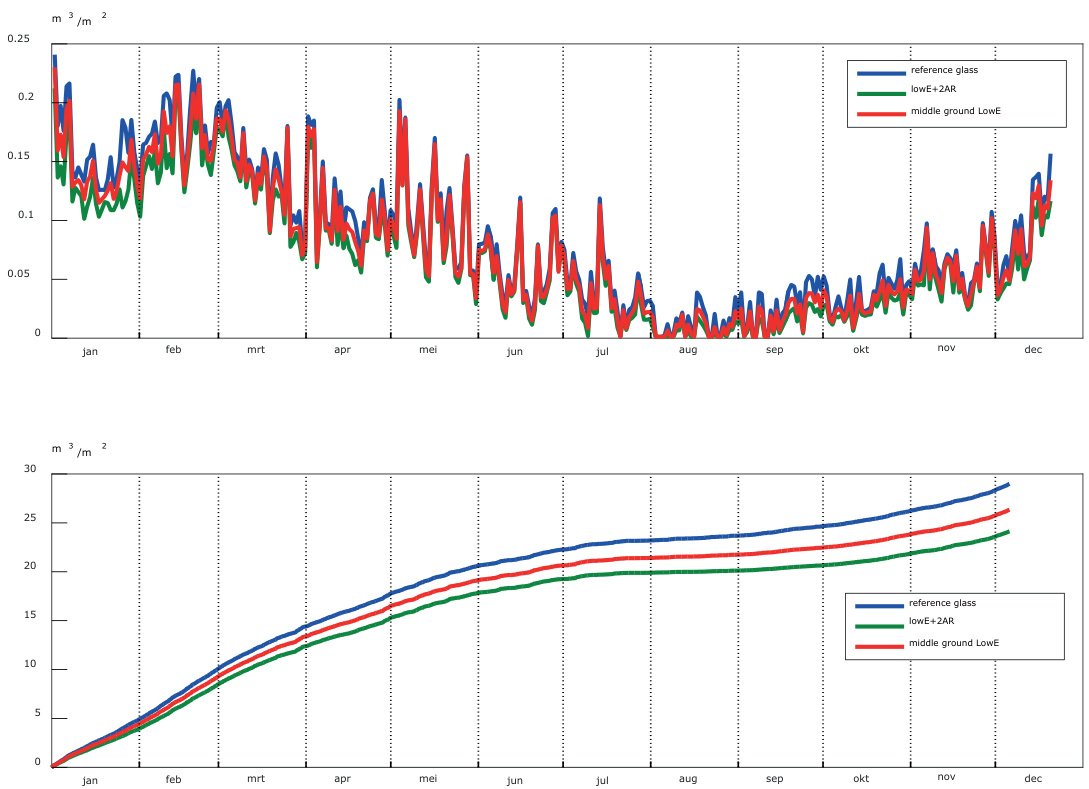 m 3/m 2
0.25
0.2
0.15
0.1
0.05
0
reference glass
lowE+2AR
middle ground LowE
jan feb mrt apr mei jun jul aug sep okt nov dec
m 3/m 2
30
25
20
15
10
5
0
reference glass
lowE+2AR
middle ground LowE
jan feb mrt apr mei jun jul aug sep okt nov dec